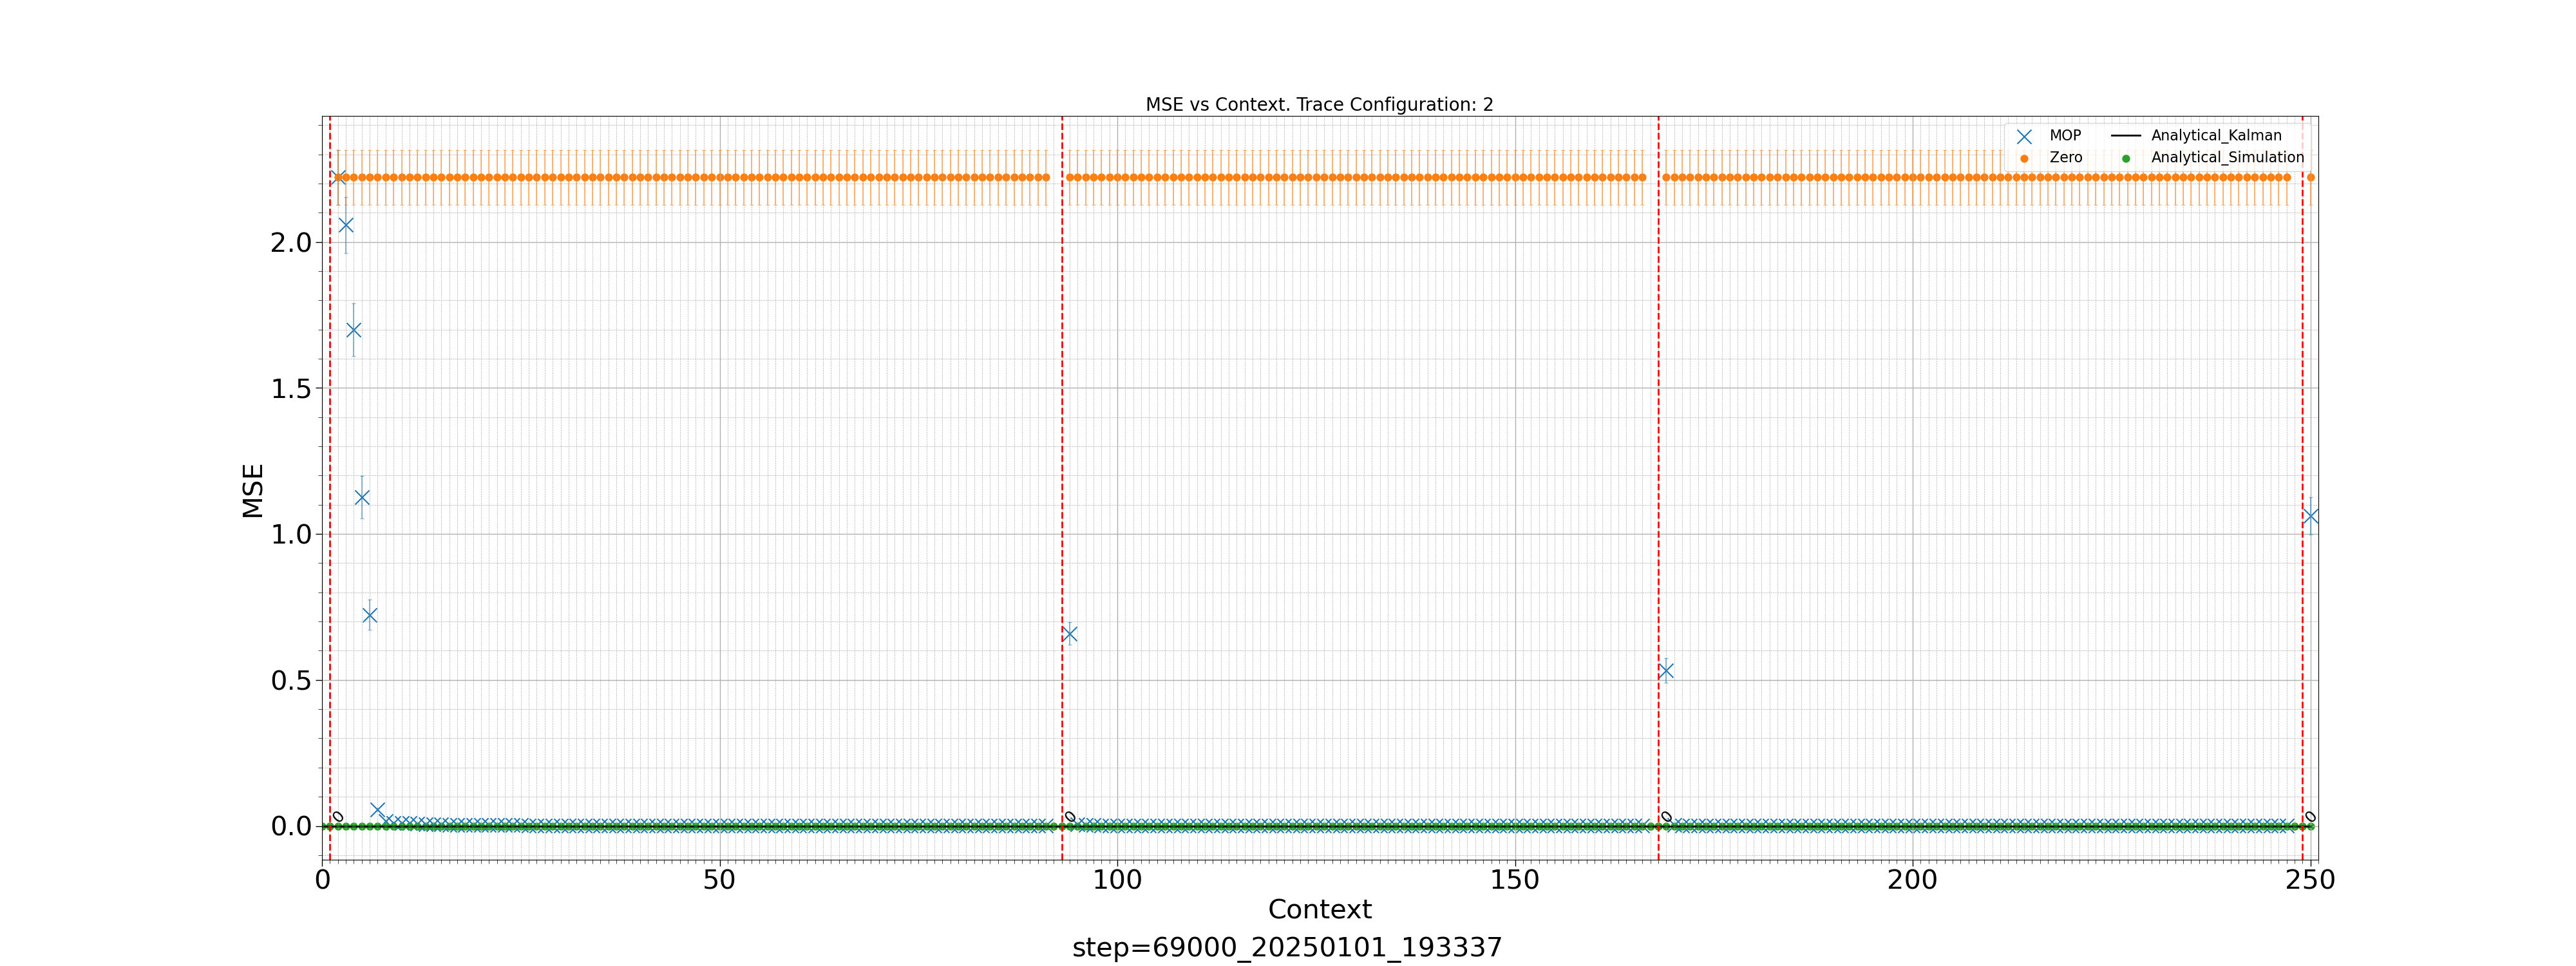 MSE vs Context. Trace Configuration: 2
MOP
Zero
Analytical_Kalman
Analytical_Simulation
MSE
2.0
1.5
1.0
0.5
0.0
0
0
0
0
0
50
100
150
200
250
Context
step=69000_20250101_193337